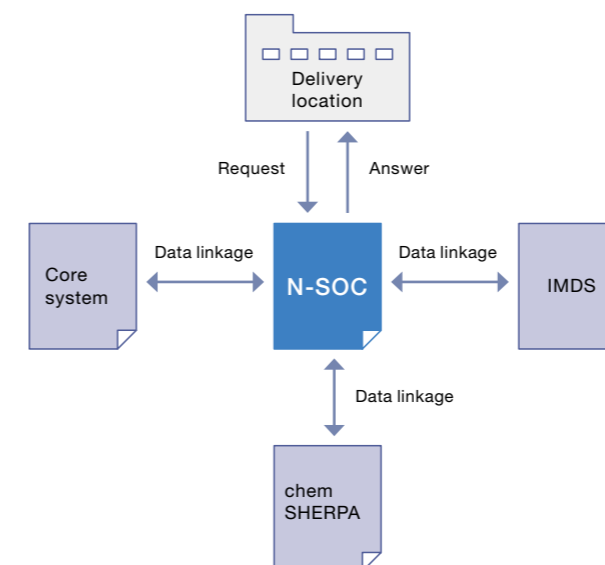 Delivery
location
Request
Answer
Data linkage
Data linkage
Core
system
N-SOC
IMDS
Data linkage
chem
SHERPA